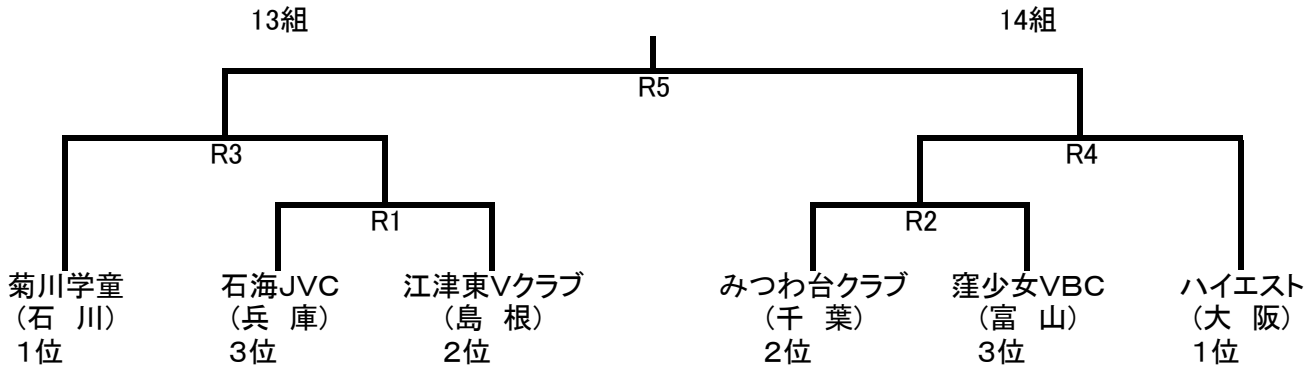 13組 14組
R5
R3 R4
R1 R2
菊川学童 石海JVC 江津東Vクラブ みつわ台クラブ 窪少女VBC ハイエスト
(石 川) (兵 庫) (島 根) (千 葉) (富 山) (大 阪)
1位 3位 2位 2位 3位 1位